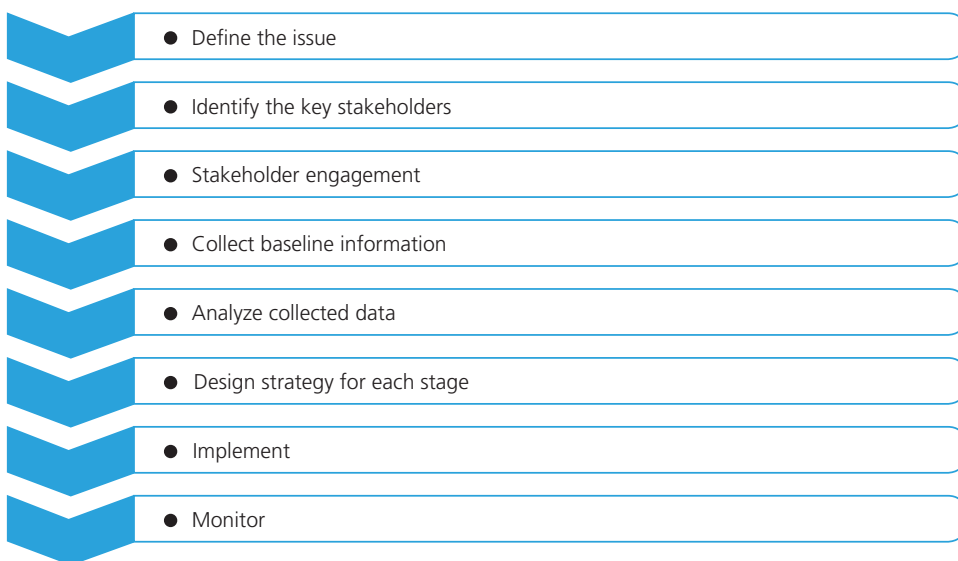 ● Define the issue
● Identify the key stakeholders
● Stakeholder engagement
● Collect baseline information
● Analyze collected data
● Design strategy for each stage
● Implement
● Monitor